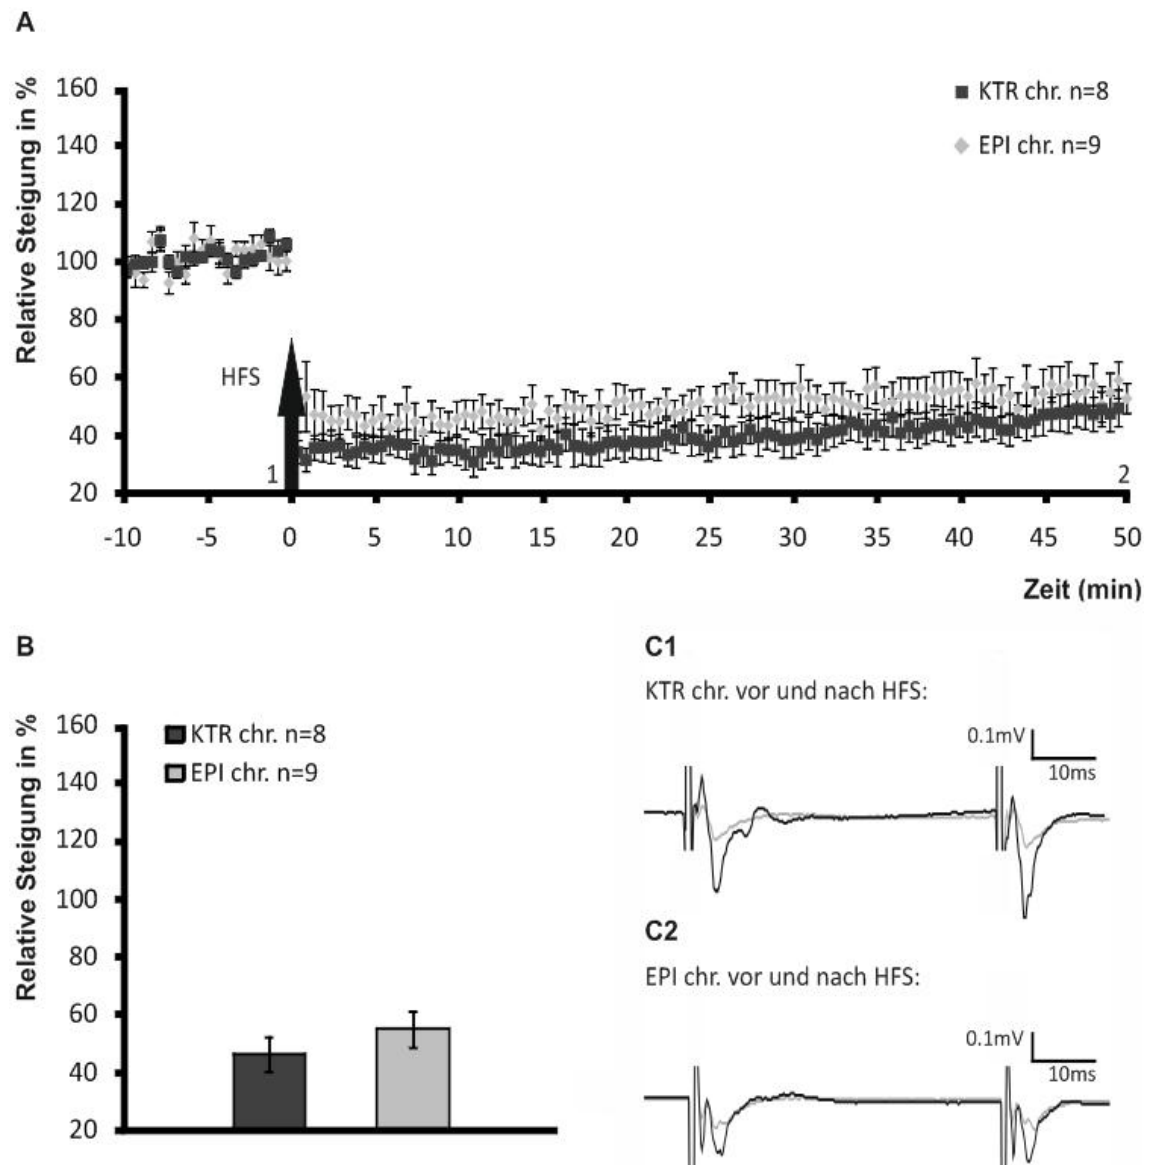 A
Relative Steigung in %
160
140
120
100
80
60
40
20
KTR chr. n=8
EPI chr. n=9
HFS
1
2
-10 -5 0 5 10 15 20 25 30 35 40 45 50
Zeit (min)
B
Relative Steigung in %
160
140
120
100
80
60
40
20
KTR chr. n=8
EPI chr. n=9
C1
KTR chr. vor und nach HFS:
0.1mV
10ms
C2
EPI chr. vor und nach HFS:
0.1mV
10ms